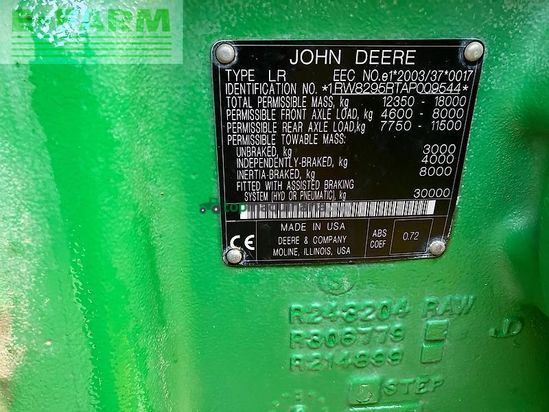 JOHN DEERE
TYPE LR EEC NO.e1*2003/37*0017
IDENTIFICATION NO. *1RW8295RTAP009544*
TOTAL PERMISSIBLE MASS, kg 12350 - 18000
PERMISSIBLE FRONT AXLE LOAD, kg 4600 - 8000
PERMISSIBLE REAR AXLE LOAD,kg 7750 - 11500
PERMISSIBLE TOWABLE MASS:
UNBRAKED, kg 3000
INDEPENDENTLY-BRAKED, kg 4000
INERTIA-BRAKED, kg 8000
FITTED WITH ASSISTED BRAKING
SYSTEM (HYD OR PNEUMATIC), kg 30000
MADE IN USA
CE DEERE & COMPANY
MOLINE, ILLINOIS, USA
ABS
COEF 0.72
R243204 RAW
R306779
R214899
JD
STEP